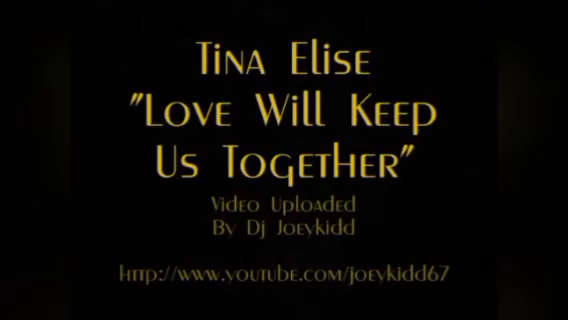 Tina Elise
"Love Will Keep
Us Together"
Video Uploaded
By Dj Joeykidd
http://www.youtube.com/joeykidd67